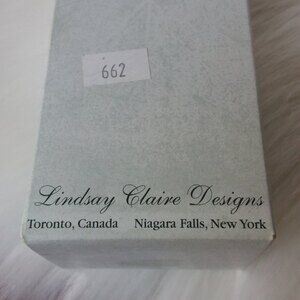 662
Lindsay Claire Designs
Toronto, Canada Niagara Falls, New York